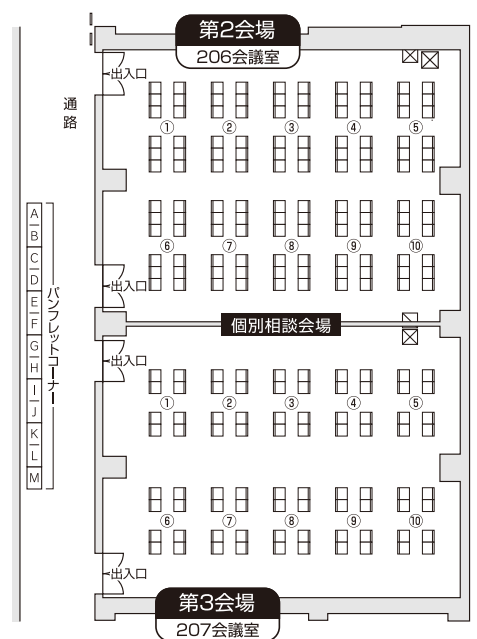 第2会場
206会議室
出入口
通路
① ② ③ ④ ⑤
⑥ ⑦ ⑧ ⑨ ⑩
出入口
個別相談会場
出入口
① ② ③ ④ ⑤
⑥ ⑦ ⑧ ⑨ ⑩
出入口
第3会場
207会議室
A
B
C
D
E
F
G
H
I
J
K
L
M
パンフレットコーナー